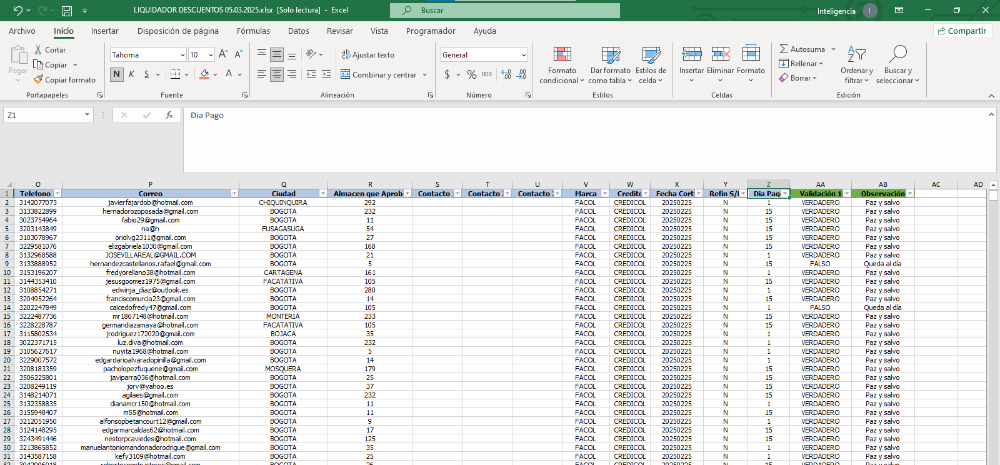 LIQUIDADOR DESCUENTOS 05.03.2025.xlsx [Solo lectura] - Excel
Buscar
Inteligencia I
Archivo Inicio Insertar Disposición de página Fórmulas Datos Revisar Vista Programador Ayuda Compartir
Pegar
Cortar
Copiar
Copiar formato
Portapapeles
Tahoma 10 A A
N K S A
Fuente
ab Ajustar texto
Combinar y centrar
Alineación
General
$ % 000
Número
Formato condicional
Dar formato como tabla
Estilos de celda
Estilos
Insertar Eliminar Formato
Celdas
Autosuma
Rellenar
Borrar
Ordenar y filtrar
Buscar y seleccionar
Edición
Z1 fx Dia Pago
O P Q R S T U V W X Y Z AA AB AC AD
1 Telefono Correo Ciudad Almacen que Aprob Contacto Contacto Contacto Marca Credito Fecha Cort Refin S/ Dia Pag Validación 1 Observación
2 3142077073 javierfajardob@hotmail.com CHIQUINQUIRA 292 FACOL CREDICOL 20250225 N 1 VERDADERO Paz y salvo
3 3133822899 hernadorozoposada@gmail.com BOGOTA 232 FACOL CREDICOL 20250225 N 15 VERDADERO Paz y salvo
4 3023754964 fabio29@gmail.com BOGOTA 11 FACOL CREDICOL 20250225 N 15 VERDADERO Paz y salvo
5 3203143849 na@h FUSAGASUGA 54 FACOL CREDICOL 20250225 N 15 VERDADERO Paz y salvo
6 3103078967 oriolvg2311@gmail.com BOGOTA 27 FACOL CREDICOL 20250225 N 15 VERDADERO Paz y salvo
7 3229581076 elizgabriela1030@gmail.com BOGOTA 168 FACOL CREDICOL 20250225 N 15 VERDADERO Paz y salvo
8 3132968588 JOSEVILLAREAL@GMAIL.COM BOGOTA 21 FACOL CREDICOL 20250225 N 1 VERDADERO Paz y salvo
9 3133888952 hernandezcastellanos.rafael@gmail.com BOGOTA 5 FACOL CREDICOL 20250225 N 15 FALSO Queda al día
10 3153196207 fredyorellano38@hotmail.com CARTAGENA 161 FACOL CREDICOL 20250225 N 1 VERDADERO Paz y salvo
11 3144353410 jesusgoomez1975@gmail.com FACATATIVA 105 FACOL CREDICOL 20250225 N 15 VERDADERO Paz y salvo
12 3108854271 edwinja_diaz@outlook.es BOGOTA 280 FACOL CREDICOL 20250225 N 1 VERDADERO Paz y salvo
13 3204952264 franciscomurcia23@gmail.com BOGOTA 14 FACOL CREDICOL 20250225 N 15 VERDADERO Paz y salvo
14 3202247849 caicedofredy47@gmail.com BOGOTA 105 FACOL CREDICOL 20250225 N 1 FALSO Queda al día
15 3222487736 mr1867148@hotmail.com MONTERIA 233 FACOL CREDICOL 20250225 N 15 VERDADERO Paz y salvo
16 3228228787 germandiazamaya@hotmail.com FACATATIVA 105 FACOL CREDICOL 20250225 N 15 VERDADERO Paz y salvo
17 3115802534 jrodriguez172020@gmail.com BOJACA 35 FACOL CREDICOL 20250225 N 1 VERDADERO Paz y salvo
18 3022371715 luz.diva@hotmail.com BOGOTA 232 FACOL CREDICOL 20250225 N 1 VERDADERO Paz y salvo
19 3105627617 nuyita1968@hotmail.com BOGOTA 5 FACOL CREDICOL 20250225 N 1 VERDADERO Paz y salvo
20 3229007572 edgardarioalvaradopinilla@gmail.com BOGOTA 14 FACOL CREDICOL 20250225 N 1 VERDADERO Paz y salvo
21 3208183359 pacholopezfuquene@gmail.com MOSQUERA 179 FACOL CREDICOL 20250225 N 15 VERDADERO Paz y salvo
22 3506225801 javiparra036@hotmail.com BOGOTA 25 FACOL CREDICOL 20250225 N 15 VERDADERO Paz y salvo
23 3208249119 jorv@yahoo.es BOGOTA 37 FACOL CREDICOL 20250225 N 15 VERDADERO Paz y salvo
24 3148214071 agilaes@gmail.com BOGOTA 232 FACOL CREDICOL 20250225 N 15 VERDADERO Paz y salvo
25 3132358835 dianamcr150@hotmail.com BOGOTA 11 FACOL CREDICOL 20250225 N 1 VERDADERO Paz y salvo
26 3155948407 m55@hotmail.com BOGOTA 11 FACOL CREDICOL 20250225 N 15 VERDADERO Paz y salvo
27 3212051950 alfonsopbetancourt12@gmail.com BOGOTA 9 FACOL CREDICOL 20250225 N 1 VERDADERO Paz y salvo
28 3124148295 edgarmarcaldas62@hotmail.com BOGOTA 17 FACOL CREDICOL 20250225 N 15 VERDADERO Paz y salvo
29 3243491446 nestorpcaviedes@hotmail.com BOGOTA 125 FACOL CREDICOL 20250225 N 15 VERDADERO Paz y salvo
30 3213865852 manuelantoniomandonadorodrigue@gmail.com BOGOTA 35 FACOL CREDICOL 20250225 N 1 VERDADERO Paz y salvo
31 3143587158 kefy3109@hotmail.com BOGOTA 25 FACOL CREDICOL 20250225 N 1 VERDADERO Paz y salvo